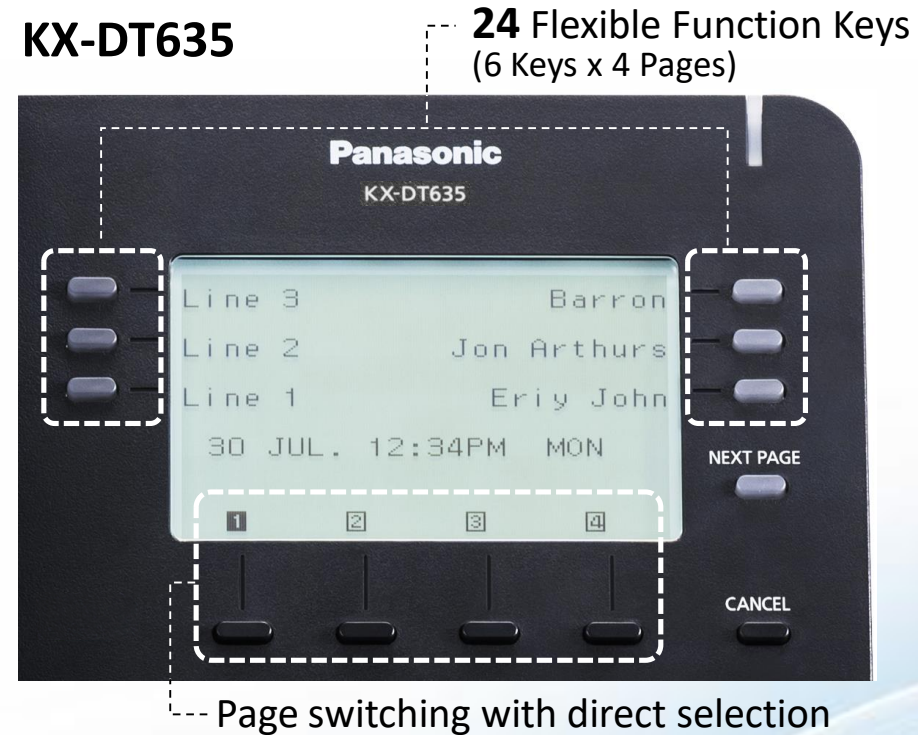 KX-DT635
24 Flexible Function Keys
(6 Keys x 4 Pages)
Panasonic
KX-DT635
Line 3 Barron
Line 2 Jon Arthurs
Line 1 Eriy John
30 JUL. 12:34PM MON
NEXT PAGE
1 2 3 4
CANCEL
Page switching with direct selection